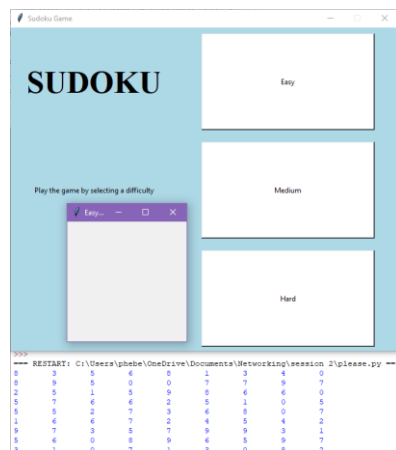 Sudoku Game
SUDOKU
Easy
Play the game by selecting a difficulty
Medium
Easy...
Hard
>>>
=== RESTART: C:\Users\phebe\OneDrive\Documents\Networking\session 2\please.py ==
8 3 5 6 8 1 3 4 0
8 9 5 0 0 7 7 9 7
2 5 1 5 9 8 6 6 0
5 7 6 6 2 5 1 0 5
5 5 2 7 3 6 8 0 7
1 6 6 7 2 4 5 4 2
9 7 3 5 7 9 9 3 1
5 6 0 8 9 6 5 9 7